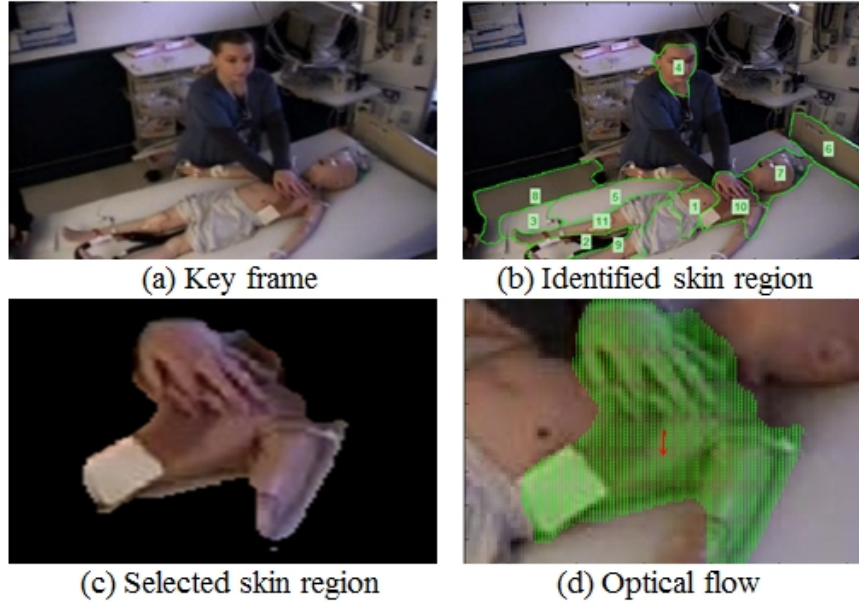 (a) Key frame
4
6
7
8
5
1
10
3
11
2
9
(b) Identified skin region
(c) Selected skin region
(d) Optical flow